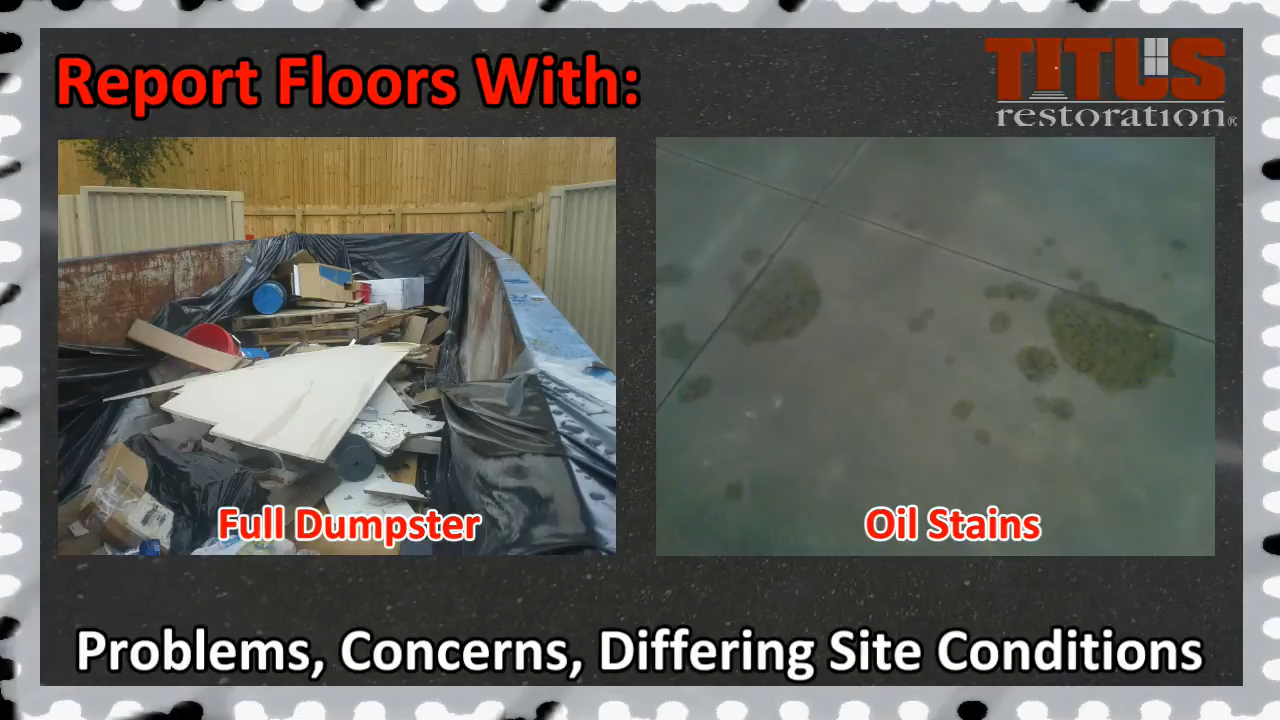 Report Floors With:
TITUS
restoration®
Full Dumpster
Oil Stains
Problems, Concerns, Differing Site Conditions